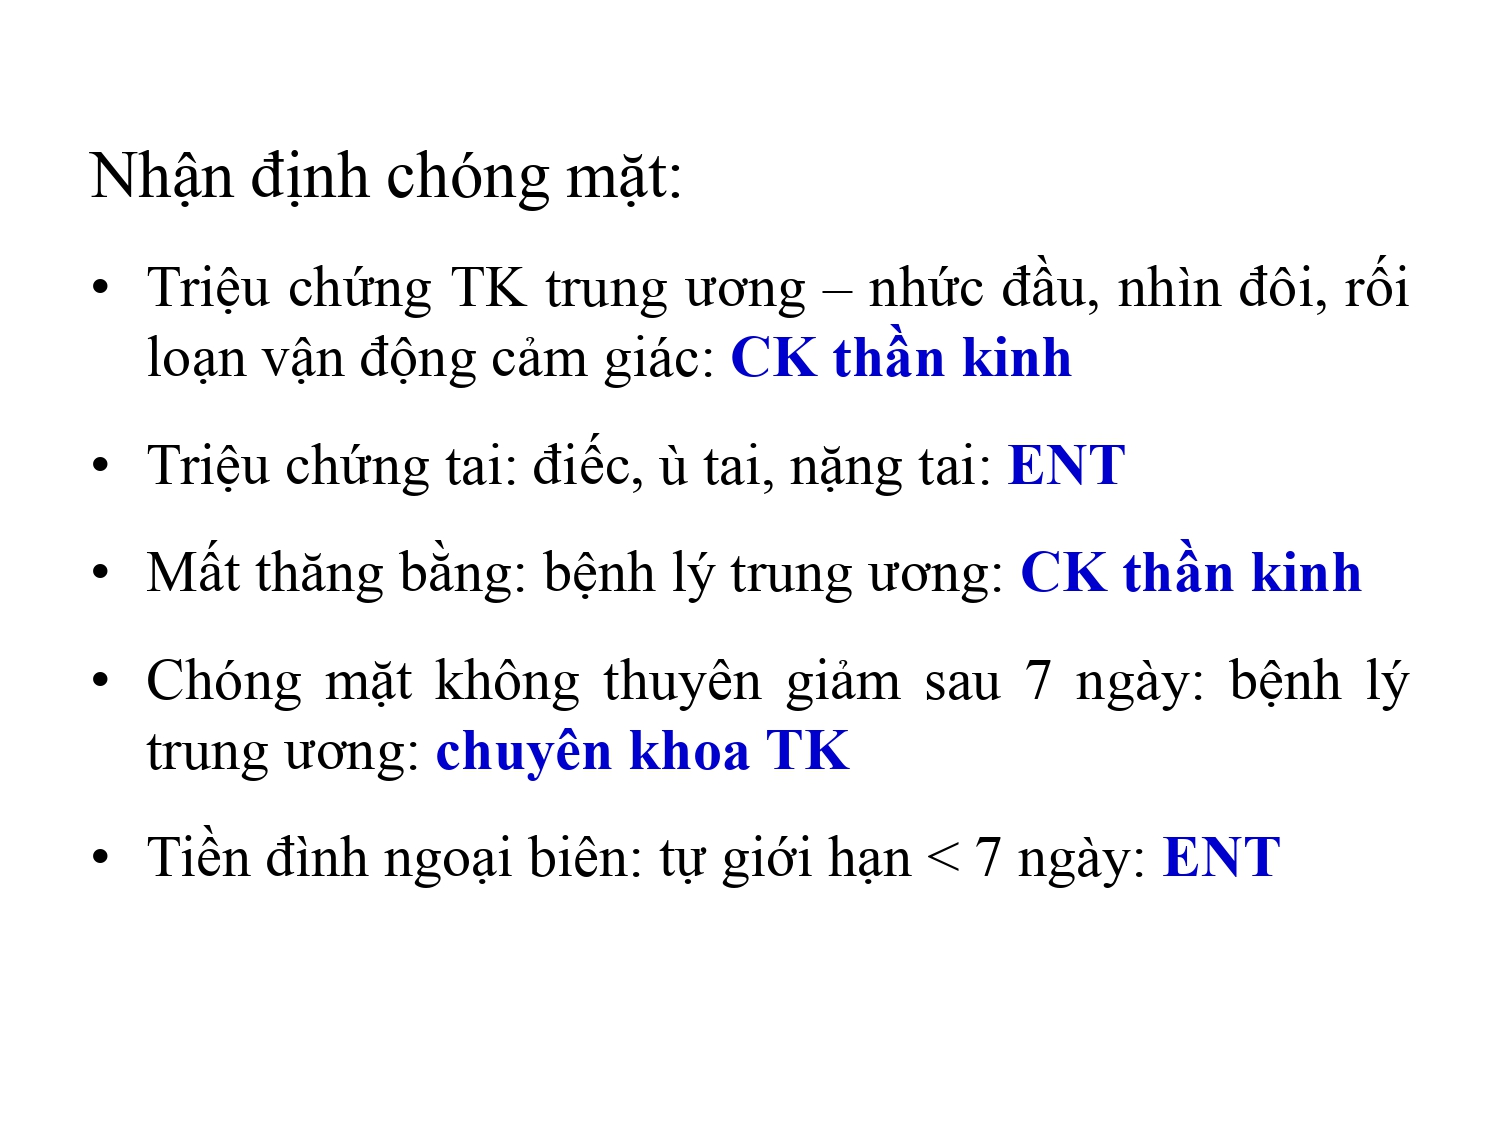 Nhận định chóng mặt:
• Triệu chứng TK trung ương – nhức đầu, nhìn đôi, rối
loạn vận động cảm giác: CK thần kinh
• Triệu chứng tai: điếc, ù tai, nặng tai: ENT
• Mất thăng bằng: bệnh lý trung ương: CK thần kinh
• Chóng mặt không thuyên giảm sau 7 ngày: bệnh lý
trung ương: chuyên khoa TK
• Tiền đình ngoại biên: tự giới hạn < 7 ngày: ENT